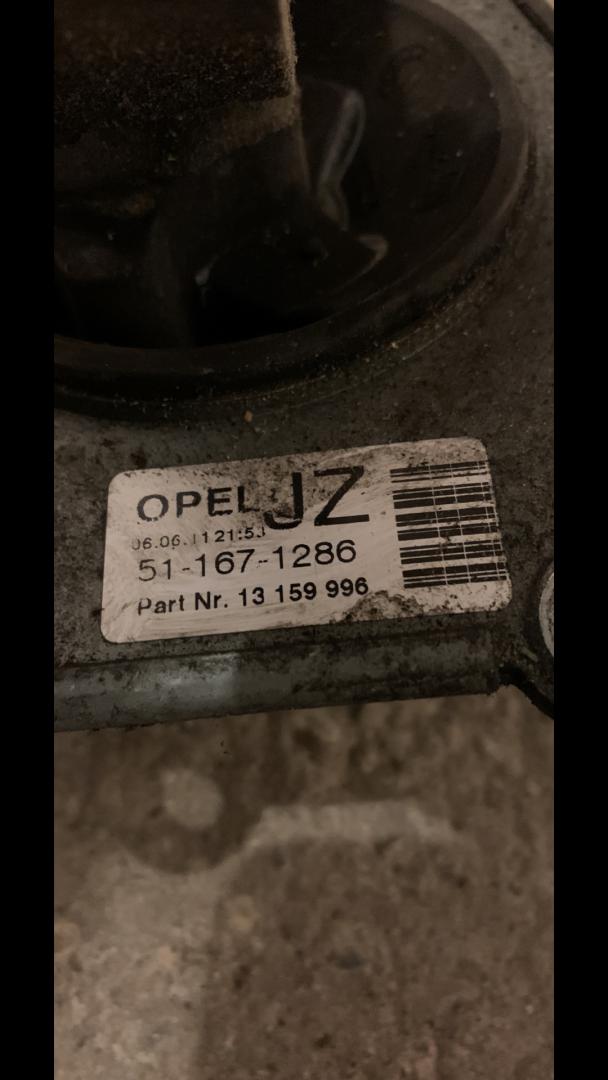 OPEL JZ
06.06.11 21:53
51-167-1286
Part Nr. 13 159 996